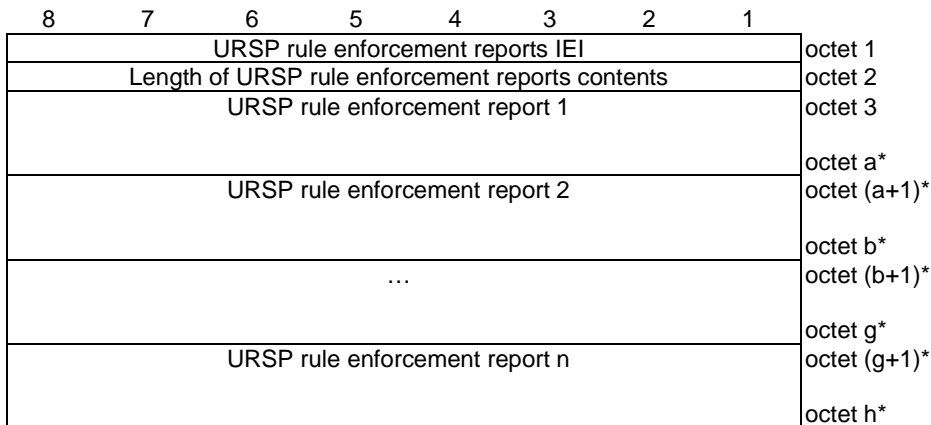 8 7 6 5 4 3 2 1
URSP rule enforcement reports IEI octet 1
Length of URSP rule enforcement reports contents octet 2
URSP rule enforcement report 1 octet 3
octet a*
URSP rule enforcement report 2 octet (a+1)*
octet b*
… octet (b+1)*
octet g*
URSP rule enforcement report n octet (g+1)*
octet h*